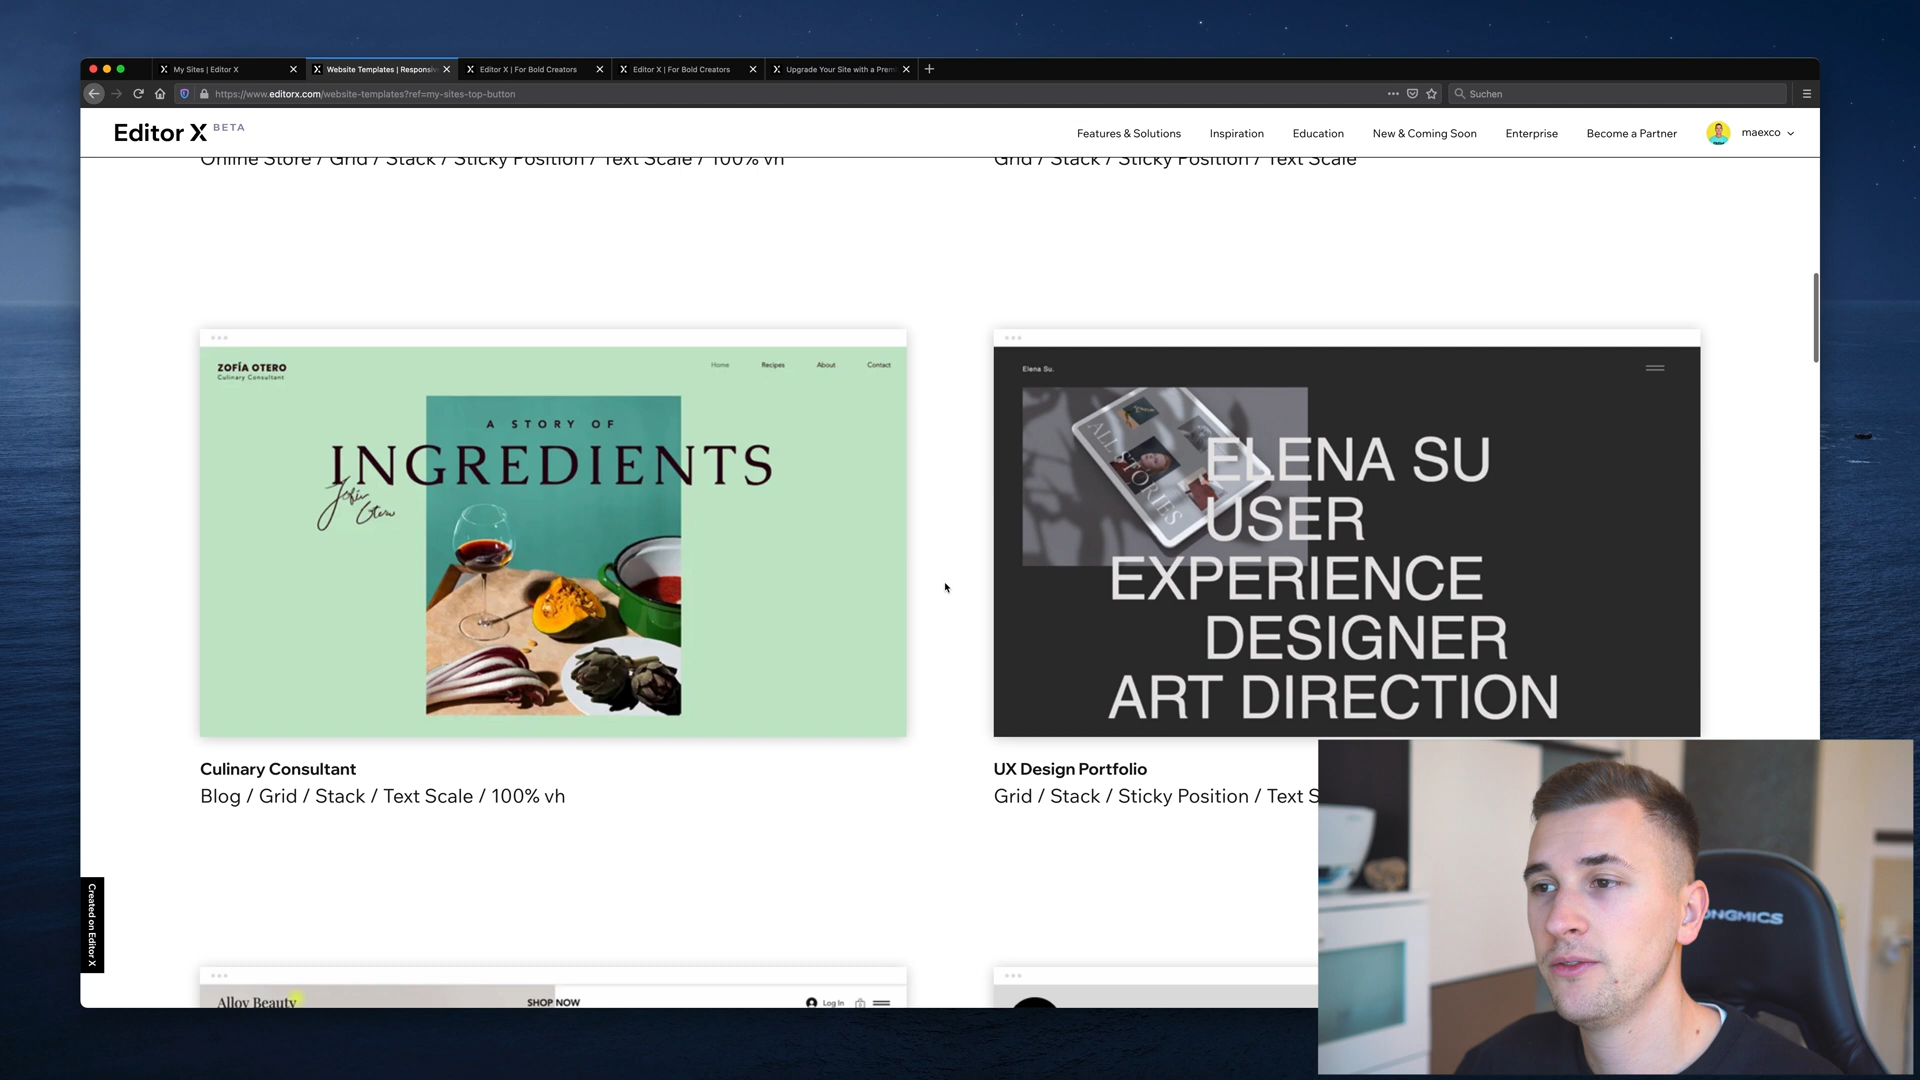 My Sites | Editor X
Website Templates | Responsiv
Editor X | For Bold Creators
Editor X | For Bold Creators
Upgrade Your Site with a Prem
https://www.editorx.com/website-templates?ref=my-sites-top-button
Suchen
Editor X BETA
Features & Solutions
Inspiration
Education
New & Coming Soon
Enterprise
Become a Partner
maexco
Online Store / Grid / Stack / Sticky Position / Text Scale / 100% vh
Grid / Stack / Sticky Position / Text Scale
ZOFÍA OTERO
Culinary Consultant
Home
Recipes
About
Contact
A STORY OF
INGREDIENTS
Zofía
Otero
Elena Su.
ALL STORIES
ELENA SU
USER
EXPERIENCE
DESIGNER
ART DIRECTION
Culinary Consultant
Blog / Grid / Stack / Text Scale / 100% vh
UX Design Portfolio
Grid / Stack / Sticky Position / Text S
Created on Editor X
Alloy Beauty
SHOP NOW
Log In
ONGMICS